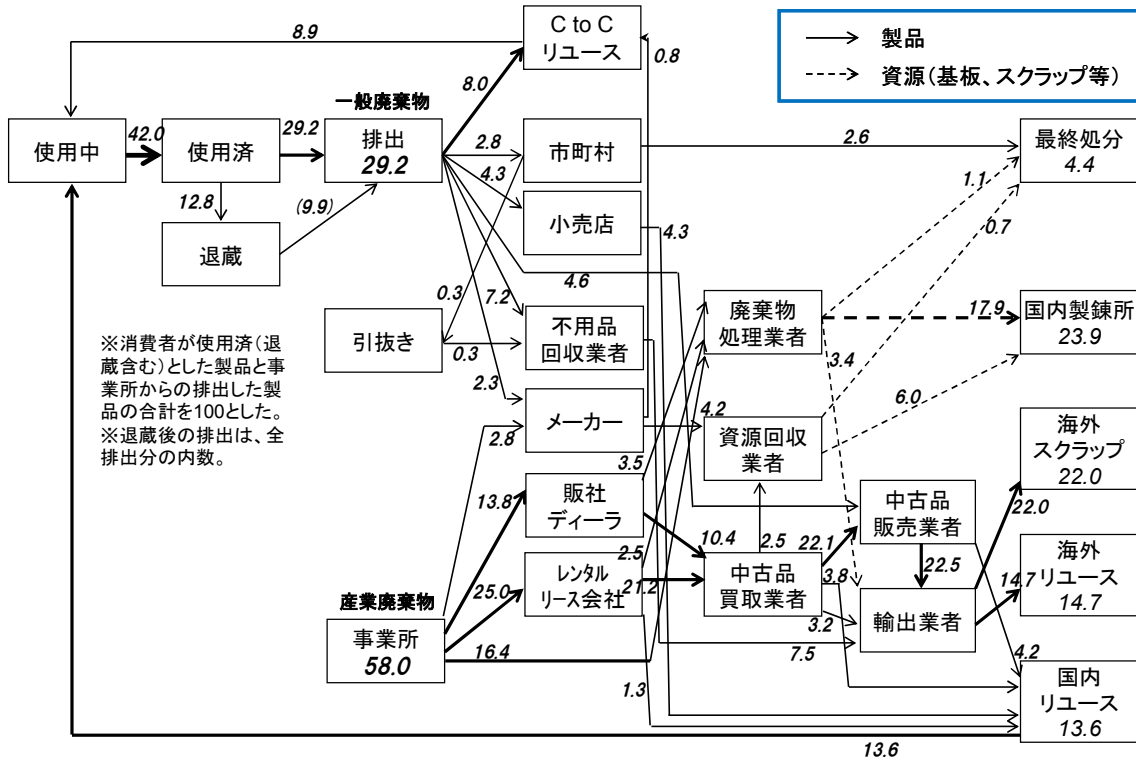 8.9
C to C
リユース
0.8
製品
資源(基板、スクラップ等)
8.0
一般廃棄物
使用中
42.0
使用済
29.2
排出
29.2
2.8
市町村
2.6
最終処分
4.4
4.3
1.1
12.8
(9.9)
小売店
4.3
0.7
退蔵
4.6
0.3
7.2
廃棄物
処理業者
17.9
国内製錬所
23.9
引抜き
0.3
不用品
回収業者
3.4
※消費者が使用済(退
蔵含む)とした製品と事
業所からの排出した製
品の合計を100とした。
※退蔵後の排出は、全
排出分の内数。
2.3
6.0
メーカー
4.2
資源回収
業者
2.8
海外
スクラップ
22.0
3.5
13.8
販社
ディーラ
中古品
販売業者
22.0
10.4
2.5
22.1
22.5
2.5
25.0
レンタル
リース会社
21.2
中古品
買取業者
3.8
海外
リユース
14.7
14.7
産業廃棄物
事業所
58.0
16.4
3.2
輸出業者
7.5
4.2
1.3
国内
リユース
13.6
13.6